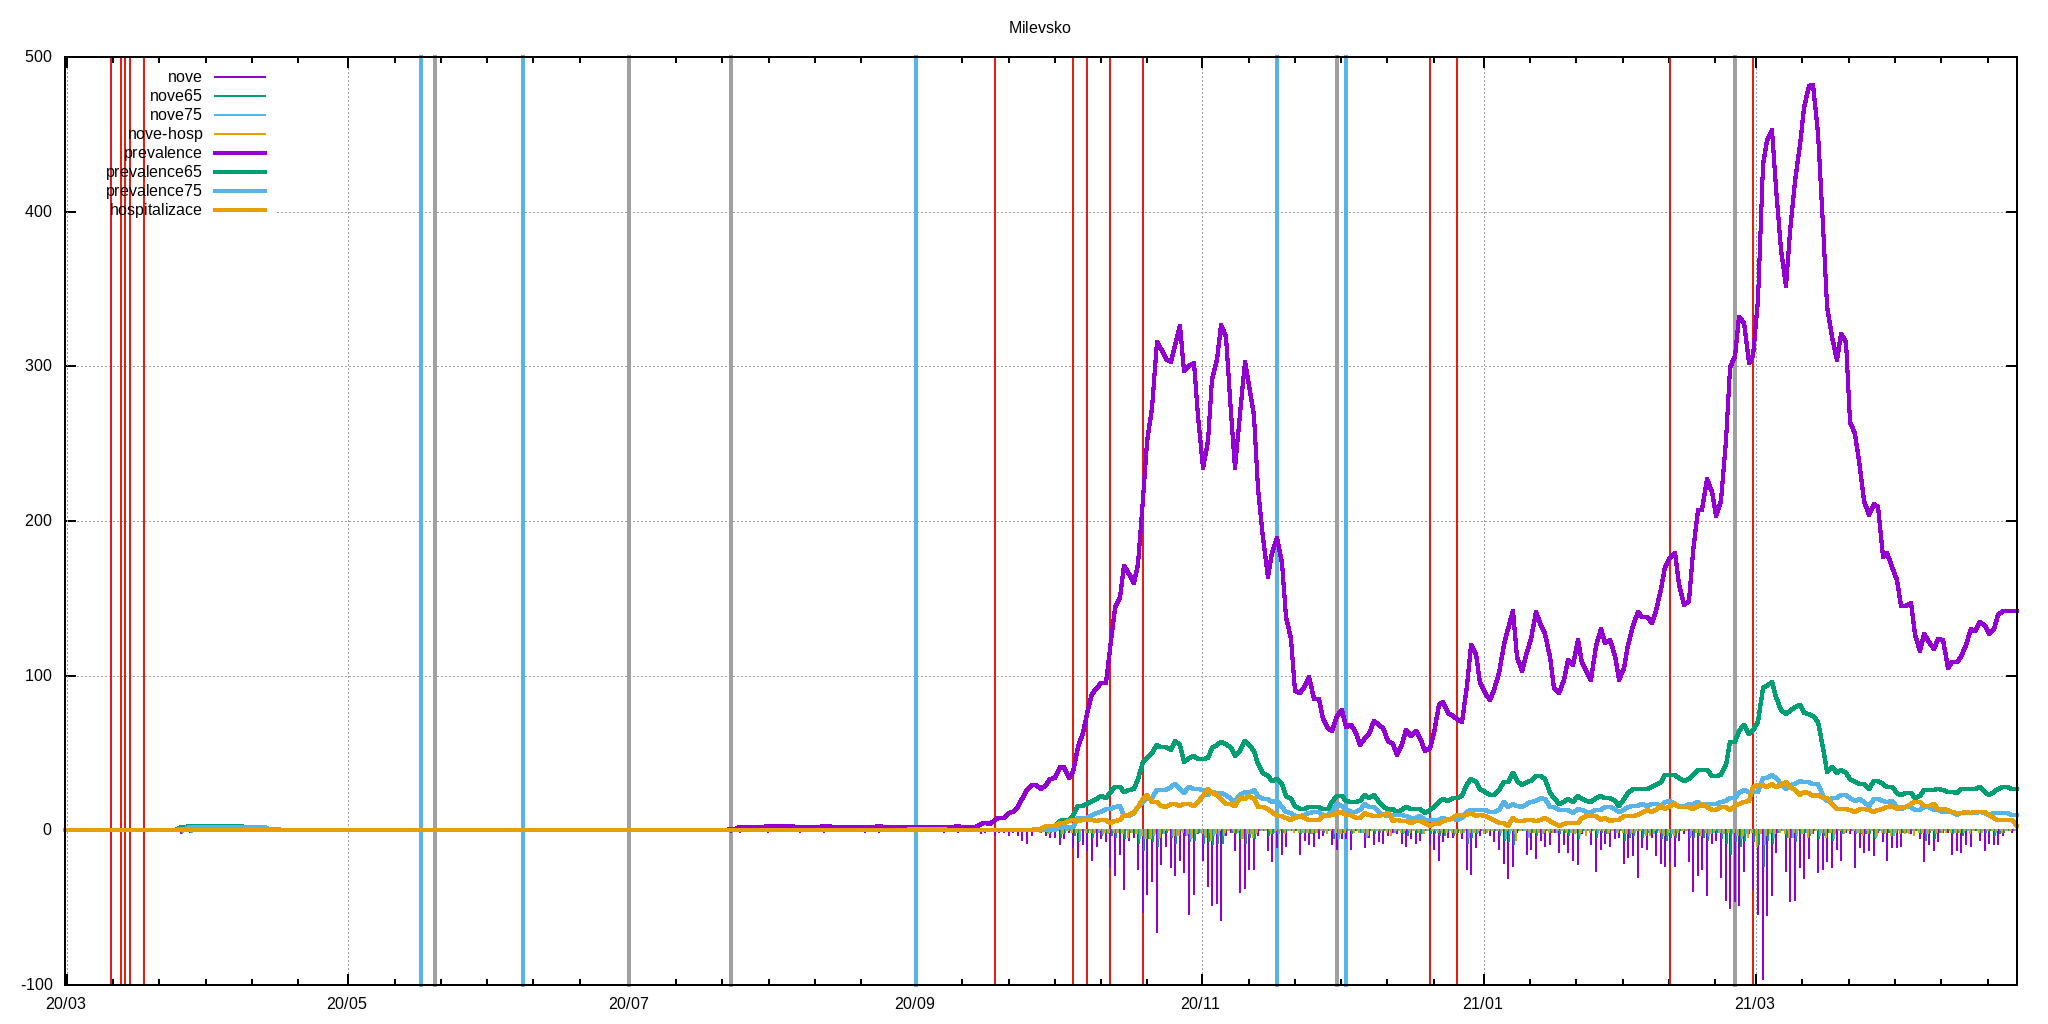 Milevsko
500
nove
nove65
nove75
nove-hosp
prevalence
prevalence65
prevalence75
hospitalizace
400
300
200
100
0
-100
20/03 20/05 20/07 20/09 20/11 21/01 21/03